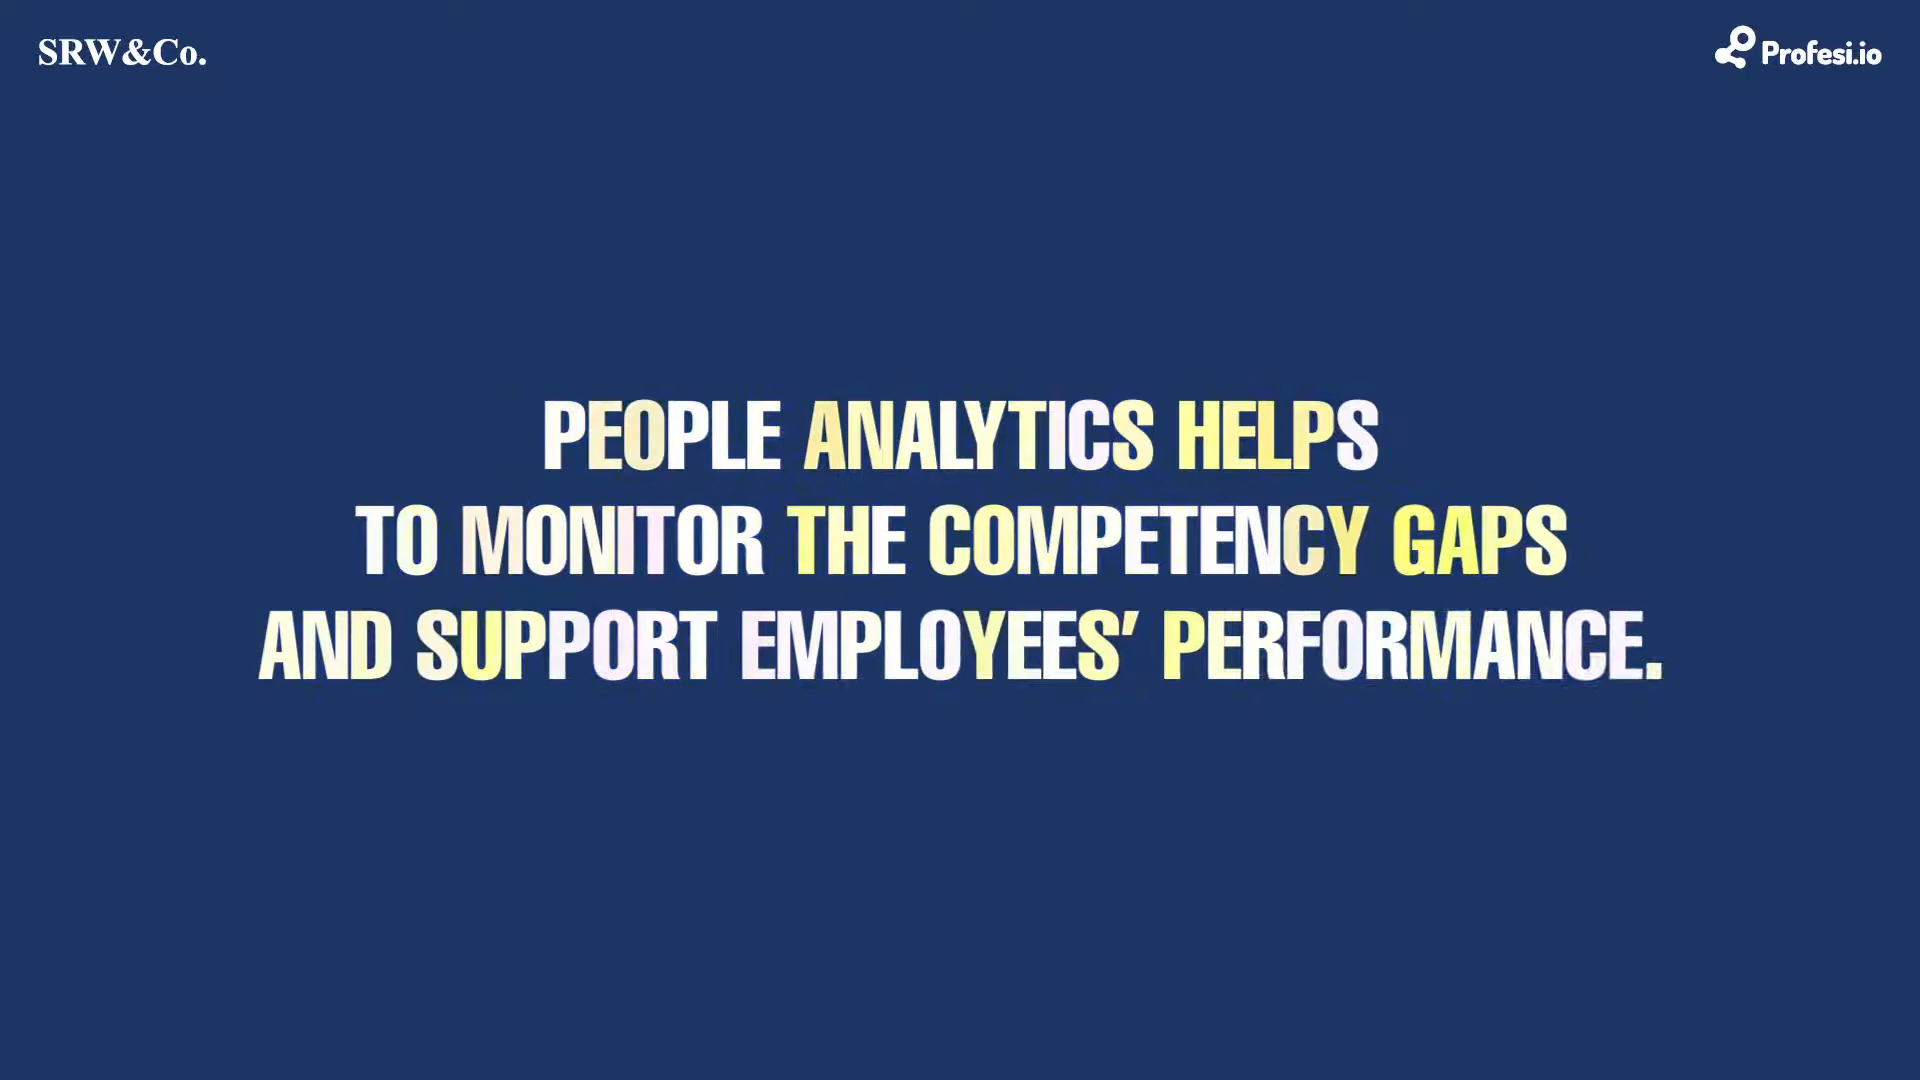 SRW&Co.
Profesi.io
PEOPLE ANALYTICS HELPS
TO MONITOR THE COMPETENCY GAPS
AND SUPPORT EMPLOYEES’ PERFORMANCE.